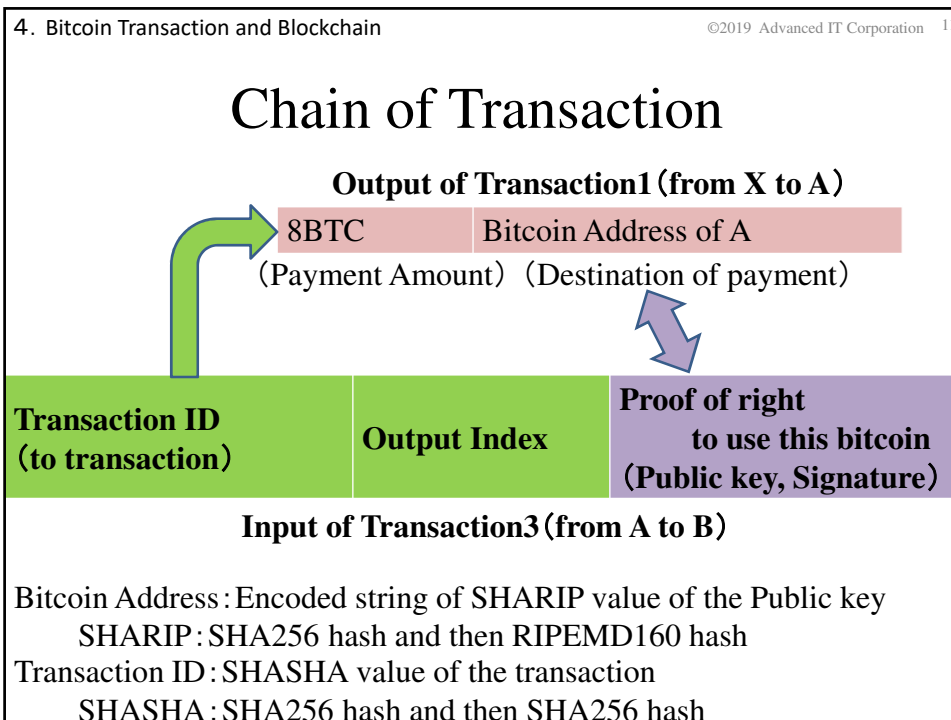 4. Bitcoin Transaction and Blockchain
©2019 Advanced IT Corporation 1
Chain of Transaction
Output of Transaction1（from X to A）
8BTC Bitcoin Address of A
（Payment Amount）（Destination of payment）
Transaction ID
（to transaction）
Output Index
Proof of right
to use this bitcoin
（Public key, Signature）
Input of Transaction3（from A to B）
Bitcoin Address：Encoded string of SHARIP value of the Public key
SHARIP：SHA256 hash and then RIPEMD160 hash
Transaction ID：SHASHA value of the transaction
SHASHA：SHA256 hash and then SHA256 hash